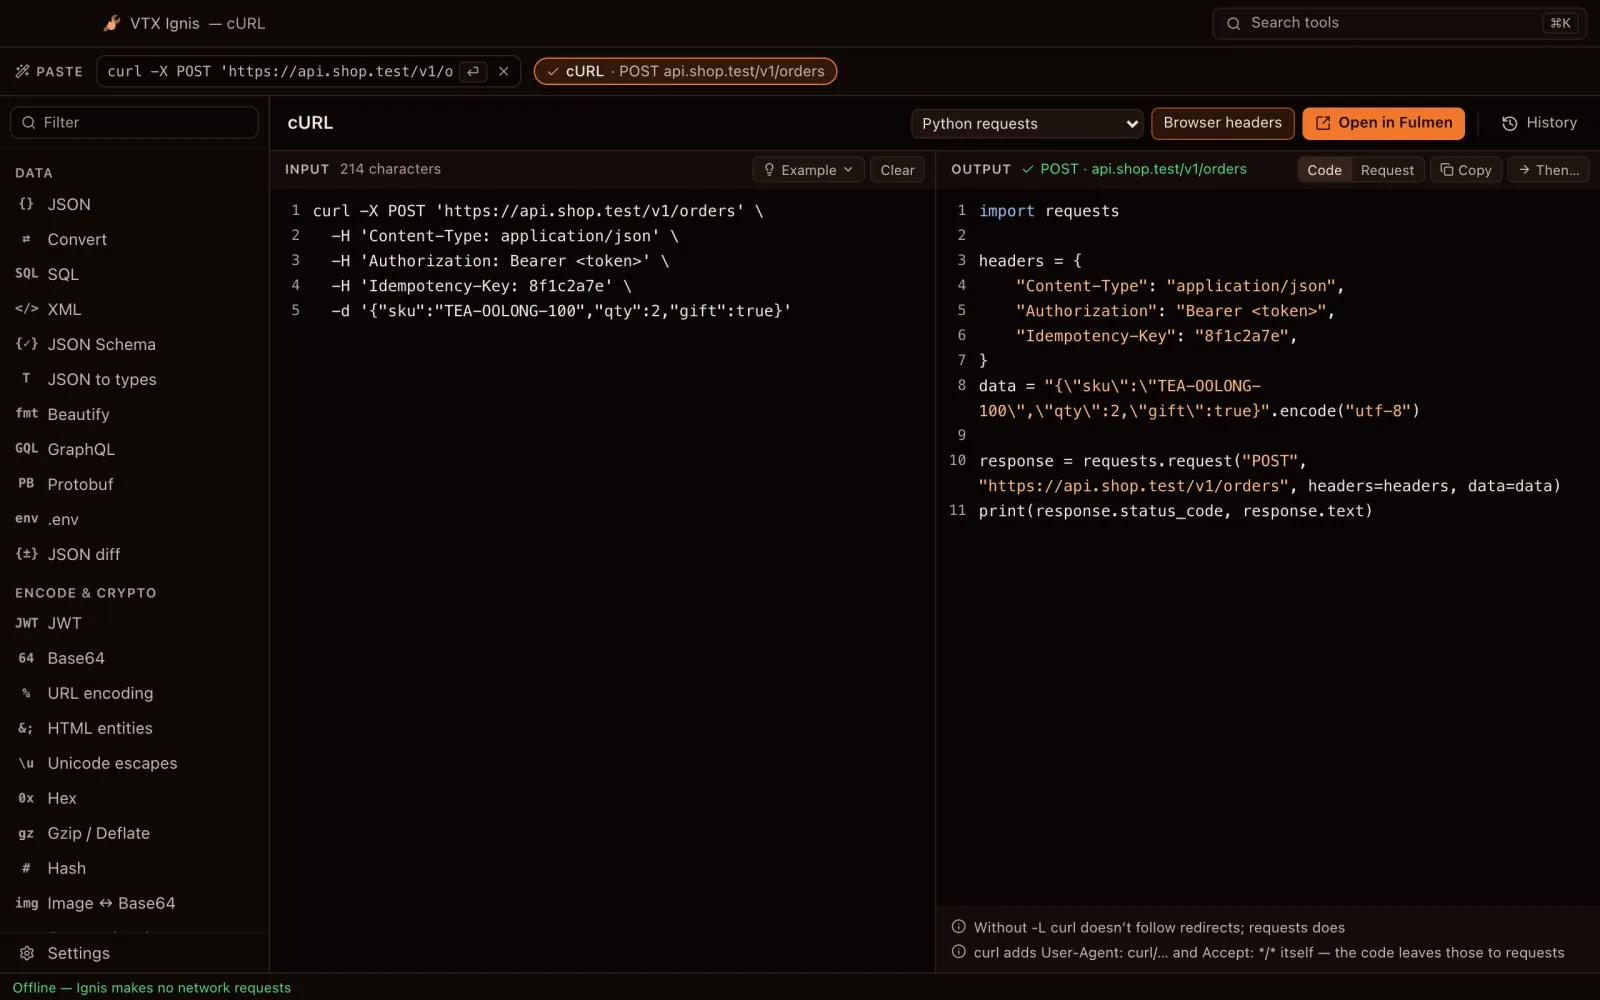 VTX Ignis — cURL
Search tools ⌘K
PASTE curl -X POST 'https://api.shop.test/v1/o ✓ cURL · POST api.shop.test/v1/orders
Filter
DATA
{} JSON
⇄ Convert
SQL SQL
</> XML
{✓} JSON Schema
T JSON to types
fmt Beautify
GQL GraphQL
PB Protobuf
env .env
{±} JSON diff
ENCODE & CRYPTO
JWT JWT
64 Base64
% URL encoding
&; HTML entities
\u Unicode escapes
0x Hex
gz Gzip / Deflate
# Hash
img Image ↔ Base64
Settings
cURL
Python requests Browser headers Open in Fulmen History
INPUT 214 characters Example Clear
1 curl -X POST 'https://api.shop.test/v1/orders' \
2 -H 'Content-Type: application/json' \
3 -H 'Authorization: Bearer <token>' \
4 -H 'Idempotency-Key: 8f1c2a7e' \
5 -d '{"sku":"TEA-OOLONG-100","qty":2,"gift":true}'
OUTPUT ✓ POST · api.shop.test/v1/orders Code Request Copy → Then...
1 import requests
2
3 headers = {
4 "Content-Type": "application/json",
5 "Authorization": "Bearer <token>",
6 "Idempotency-Key": "8f1c2a7e",
7 }
8 data = "{\"sku\":\"TEA-OOLONG-
100\",\"qty\":2,\"gift\":true}".encode("utf-8")
9
10 response = requests.request("POST",
"https://api.shop.test/v1/orders", headers=headers, data=data)
11 print(response.status_code, response.text)
Without -L curl doesn’t follow redirects; requests does
curl adds User-Agent: curl/... and Accept: */* itself — the code leaves those to requests
Offline — Ignis makes no network requests